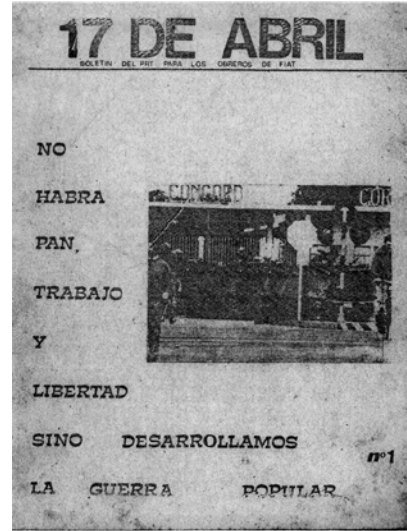 17 DE ABRIL
BOLETIN DEL PRT PARA LOS OBREROS DE FIAT
NO
HABRA
PAN,
TRABAJO
Y
LIBERTAD
SINO DESARROLLAMOS
LA GUERRA POPULAR
CONCORD
COR
nº1